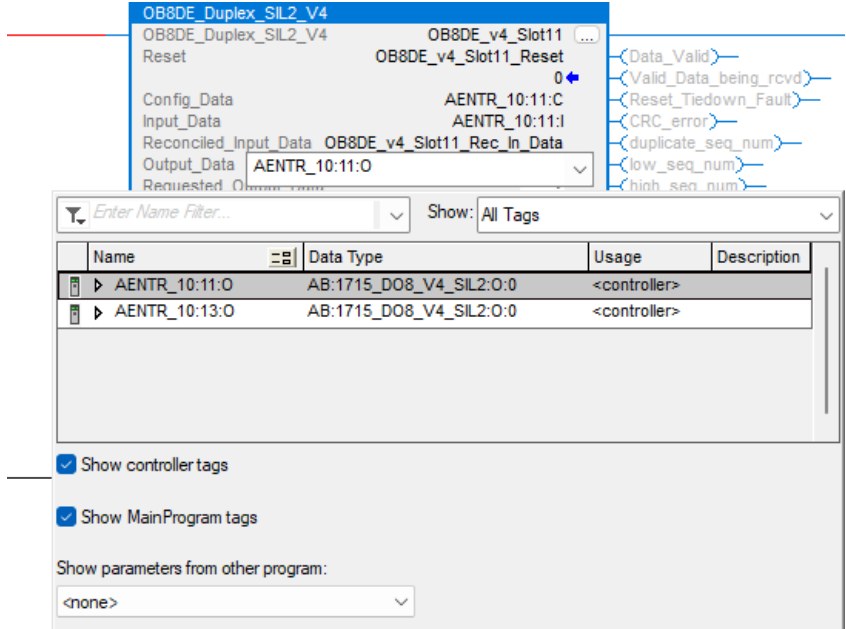 OB8DE_Duplex_SIL2_V4
OB8DE_Duplex_SIL2_V4 OB8DE_v4_Slot11 ...
Reset OB8DE_v4_Slot11_Reset Data_Valid
0 Valid_Data_being_rcvd
Config_Data AENTR_10:11:C Reset_Tiedown_Fault
Input_Data AENTR_10:11:I CRC_error
Reconciled_Input_Data OB8DE_v4_Slot11_Rec_In_Data duplicate_seq_num
Output_Data AENTR_10:11:O low_seq_num
Requested_Output_Data high_seq_num
Enter Name Filter... Show: All Tags
Name Data Type Usage Description
AENTR_10:11:O AB:1715_DO8_V4_SIL2:O:0 <controller>
AENTR_10:13:O AB:1715_DO8_V4_SIL2:O:0 <controller>
Show controller tags
Show MainProgram tags
Show parameters from other program:
<none>